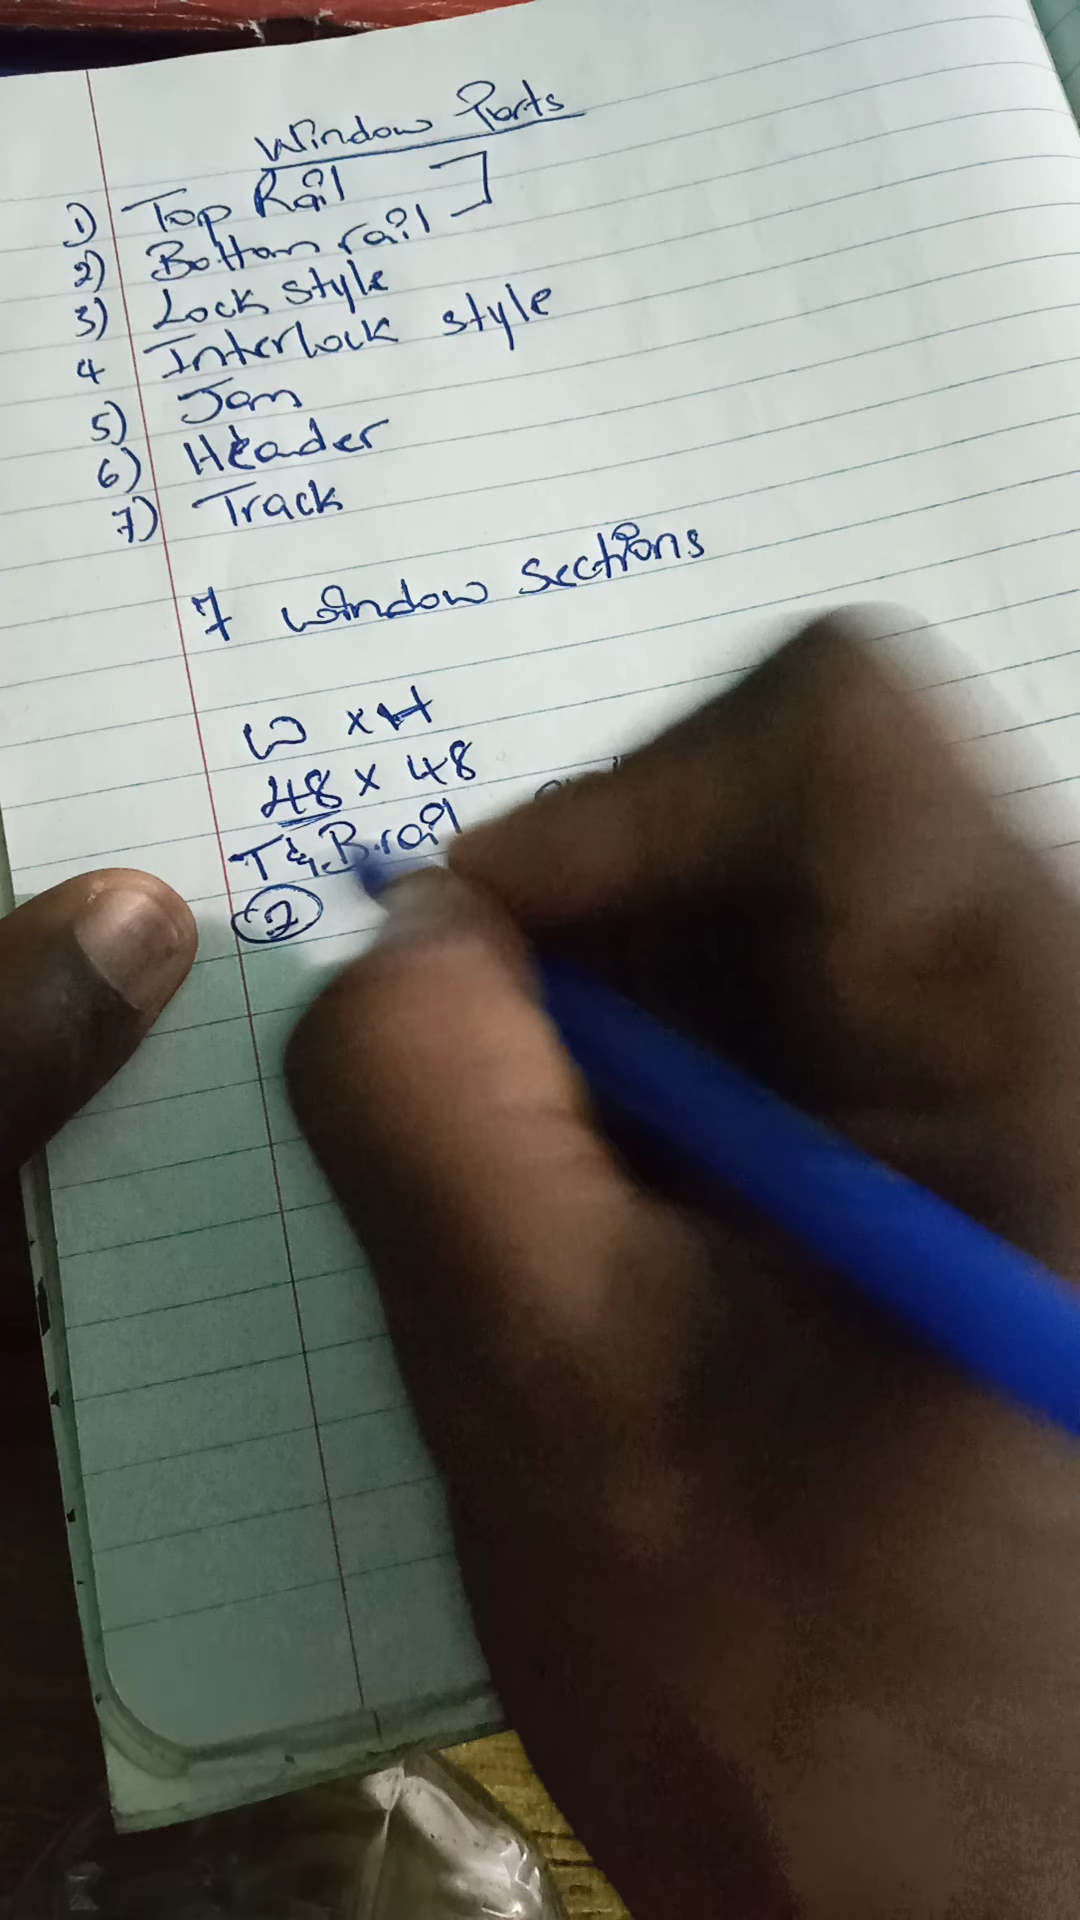 Window Parts
1) Top Rail
2) Bottom rail
3) Lock style
4 Interlock style
5) Jam
6) Header
7) Track
7 window sections
W x H
48 x 48
T & B.rail
2